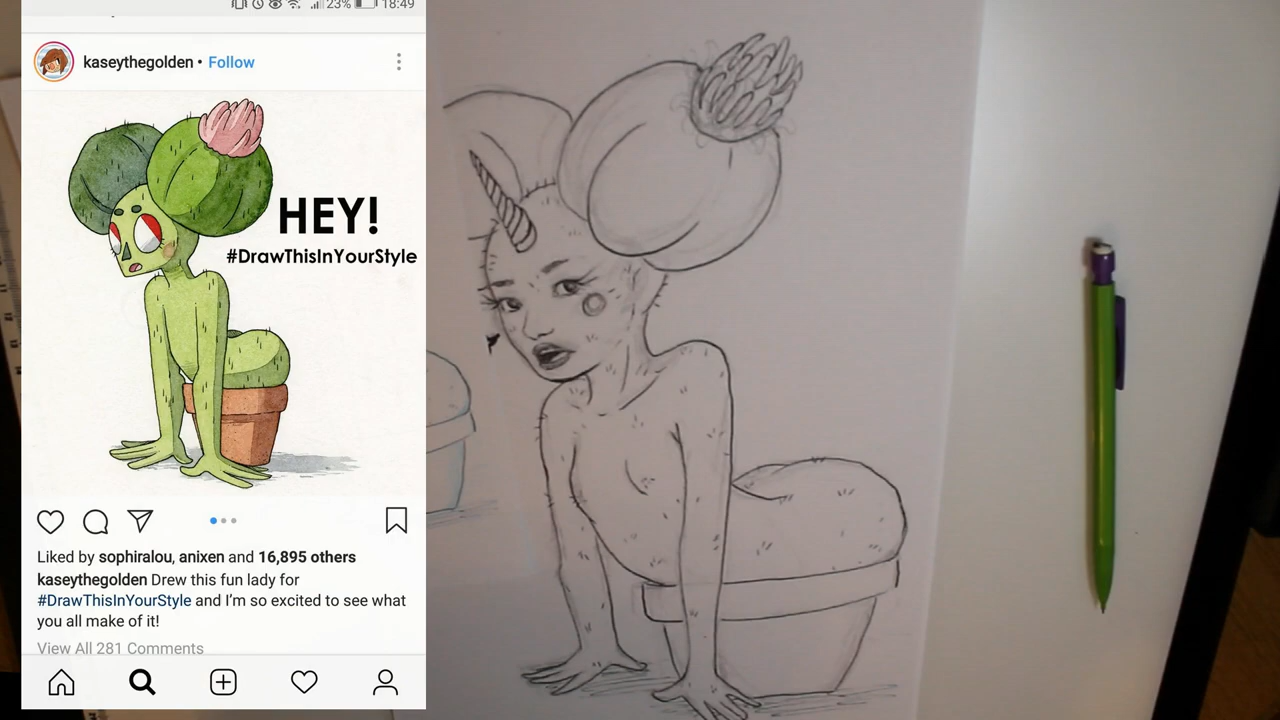 23% 18:49
kaseythegolden • Follow
HEY!
#DrawThisInYourStyle
Liked by sophiralou, anixen and 16,895 others
kaseythegolden Drew this fun lady for
#DrawThisInYourStyle and I'm so excited to see what
you all make of it!
View All 281 Comments